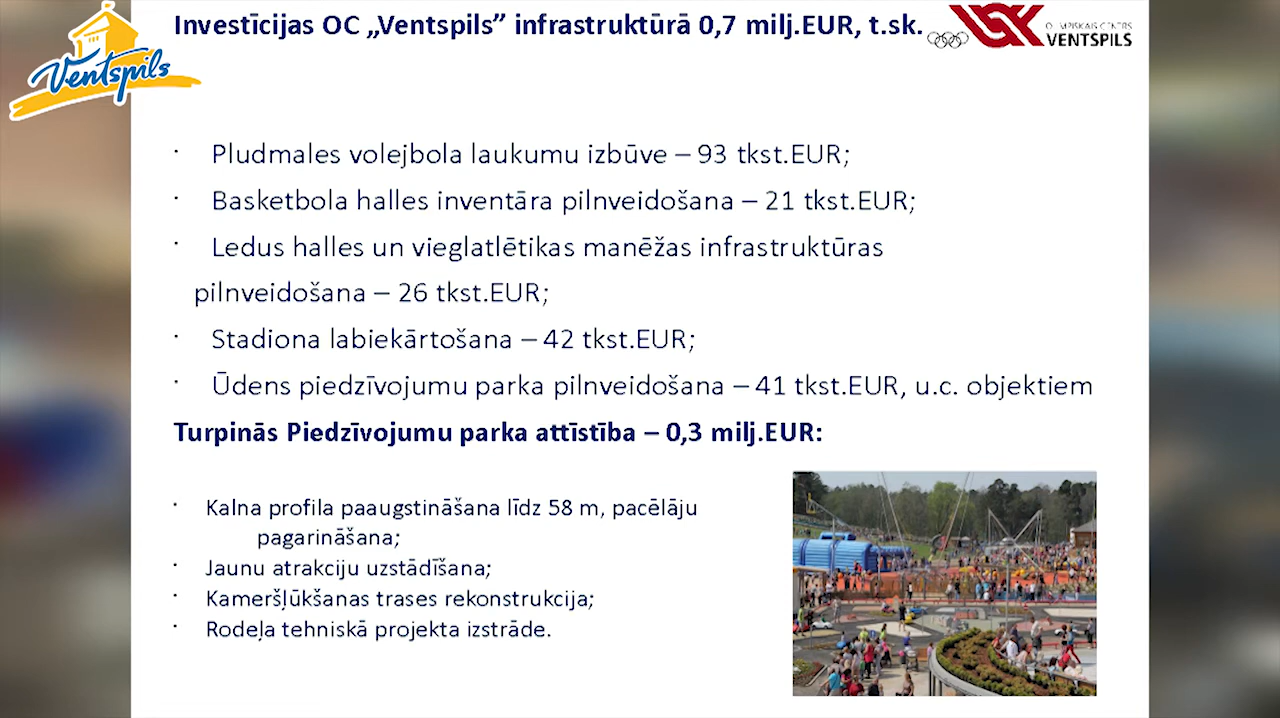 Investīcijas OC „Ventspils” infrastruktūrā 0,7 milj.EUR, t.sk.
OLIMPISKAIS CENTRS
VENTSPILS
Ventspils
· Pludmales volejbola laukumu izbūve – 93 tkst.EUR;
· Basketbola halles inventāra pilnveidošana – 21 tkst.EUR;
· Ledus halles un vieglatlētikas manēžas infrastruktūras
pilnveidošana – 26 tkst.EUR;
· Stadiona labiekārtošana – 42 tkst.EUR;
· Ūdens piedzīvojumu parka pilnveidošana – 41 tkst.EUR, u.c. objektiem
Turpinās Piedzīvojumu parka attīstība – 0,3 milj.EUR:
· Kalna profila paaugstināšana līdz 58 m, pacēlāju
pagarināšana;
· Jaunu atrakciju uzstādīšana;
· Kameršļūkšanas trases rekonstrukcija;
· Rodeļa tehniskā projekta izstrāde.